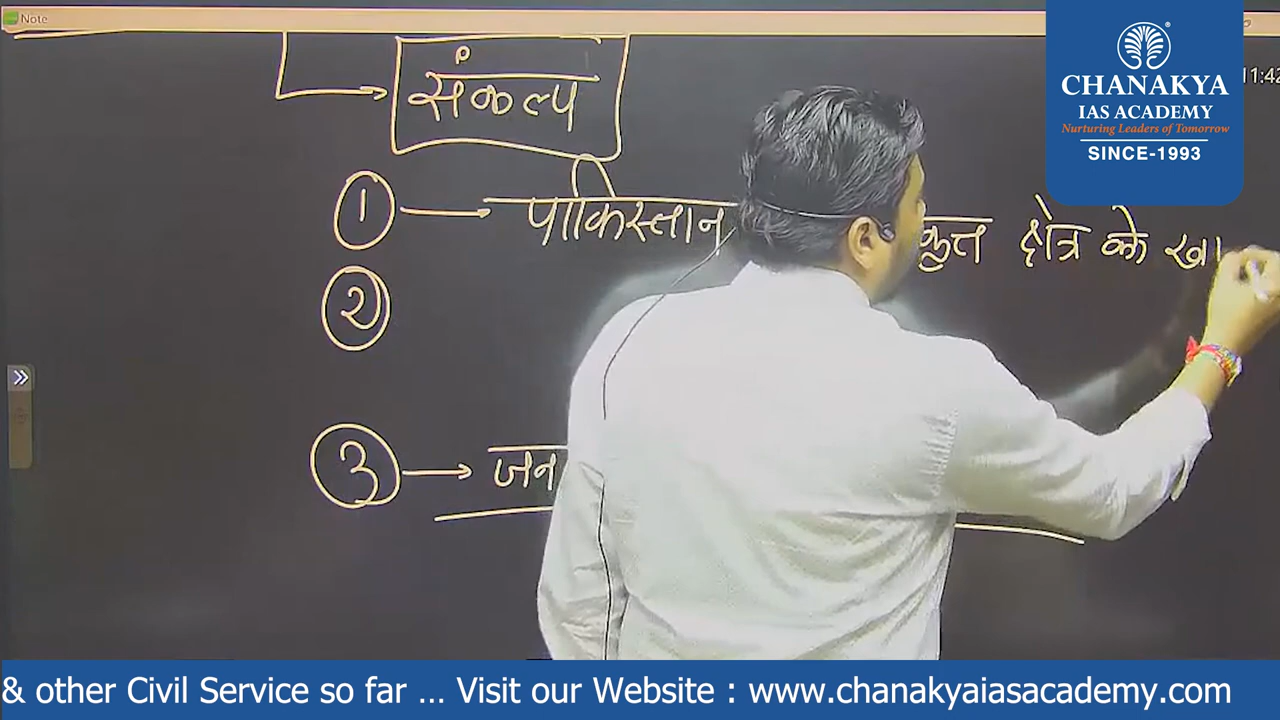 Note
संकल्प
CHANAKYA
IAS ACADEMY
Nurturing Leaders of Tomorrow
SINCE-1993
11:42
① → पाकिस्तान कृत क्षेत्र के खा
②
③ → जन
& other Civil Service so far ... Visit our Website : www.chanakyaiasacademy.com